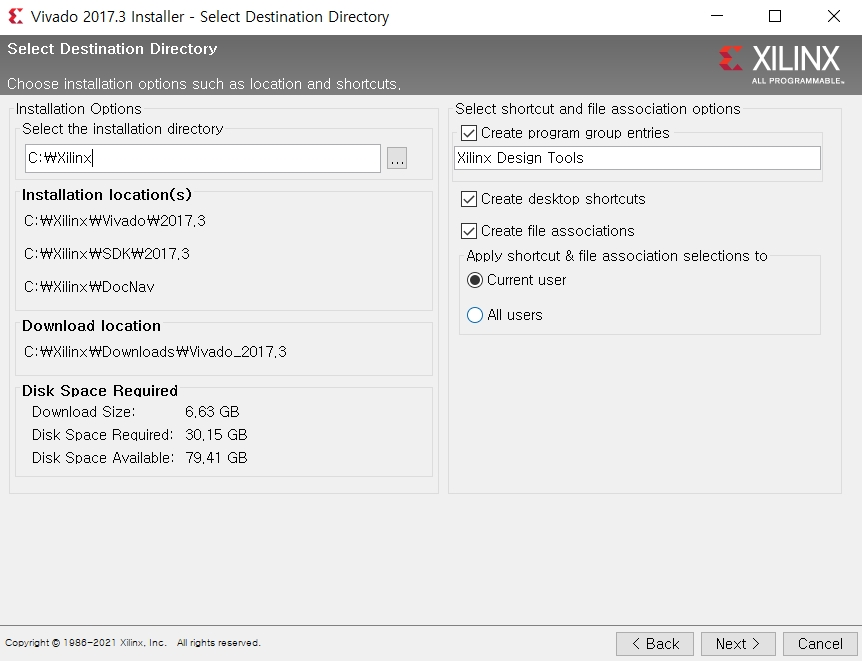 Vivado 2017.3 Installer - Select Destination Directory
Select Destination Directory
Choose installation options such as location and shortcuts.
XILINX
ALL PROGRAMMABLE™
Installation Options
Select the installation directory
C:₩Xilinx
...
Installation location(s)
C:₩Xilinx₩Vivado₩2017.3
C:₩Xilinx₩SDK₩2017.3
C:₩Xilinx₩DocNav
Download location
C:₩Xilinx₩Downloads₩Vivado_2017.3
Disk Space Required
Download Size: 6.63 GB
Disk Space Required: 30.15 GB
Disk Space Available: 79.41 GB
Select shortcut and file association options
Create program group entries
Xilinx Design Tools
Create desktop shortcuts
Create file associations
Apply shortcut & file association selections to
Current user
All users
Copyright © 1986-2021 Xilinx, Inc. All rights reserved.
< Back
Next >
Cancel